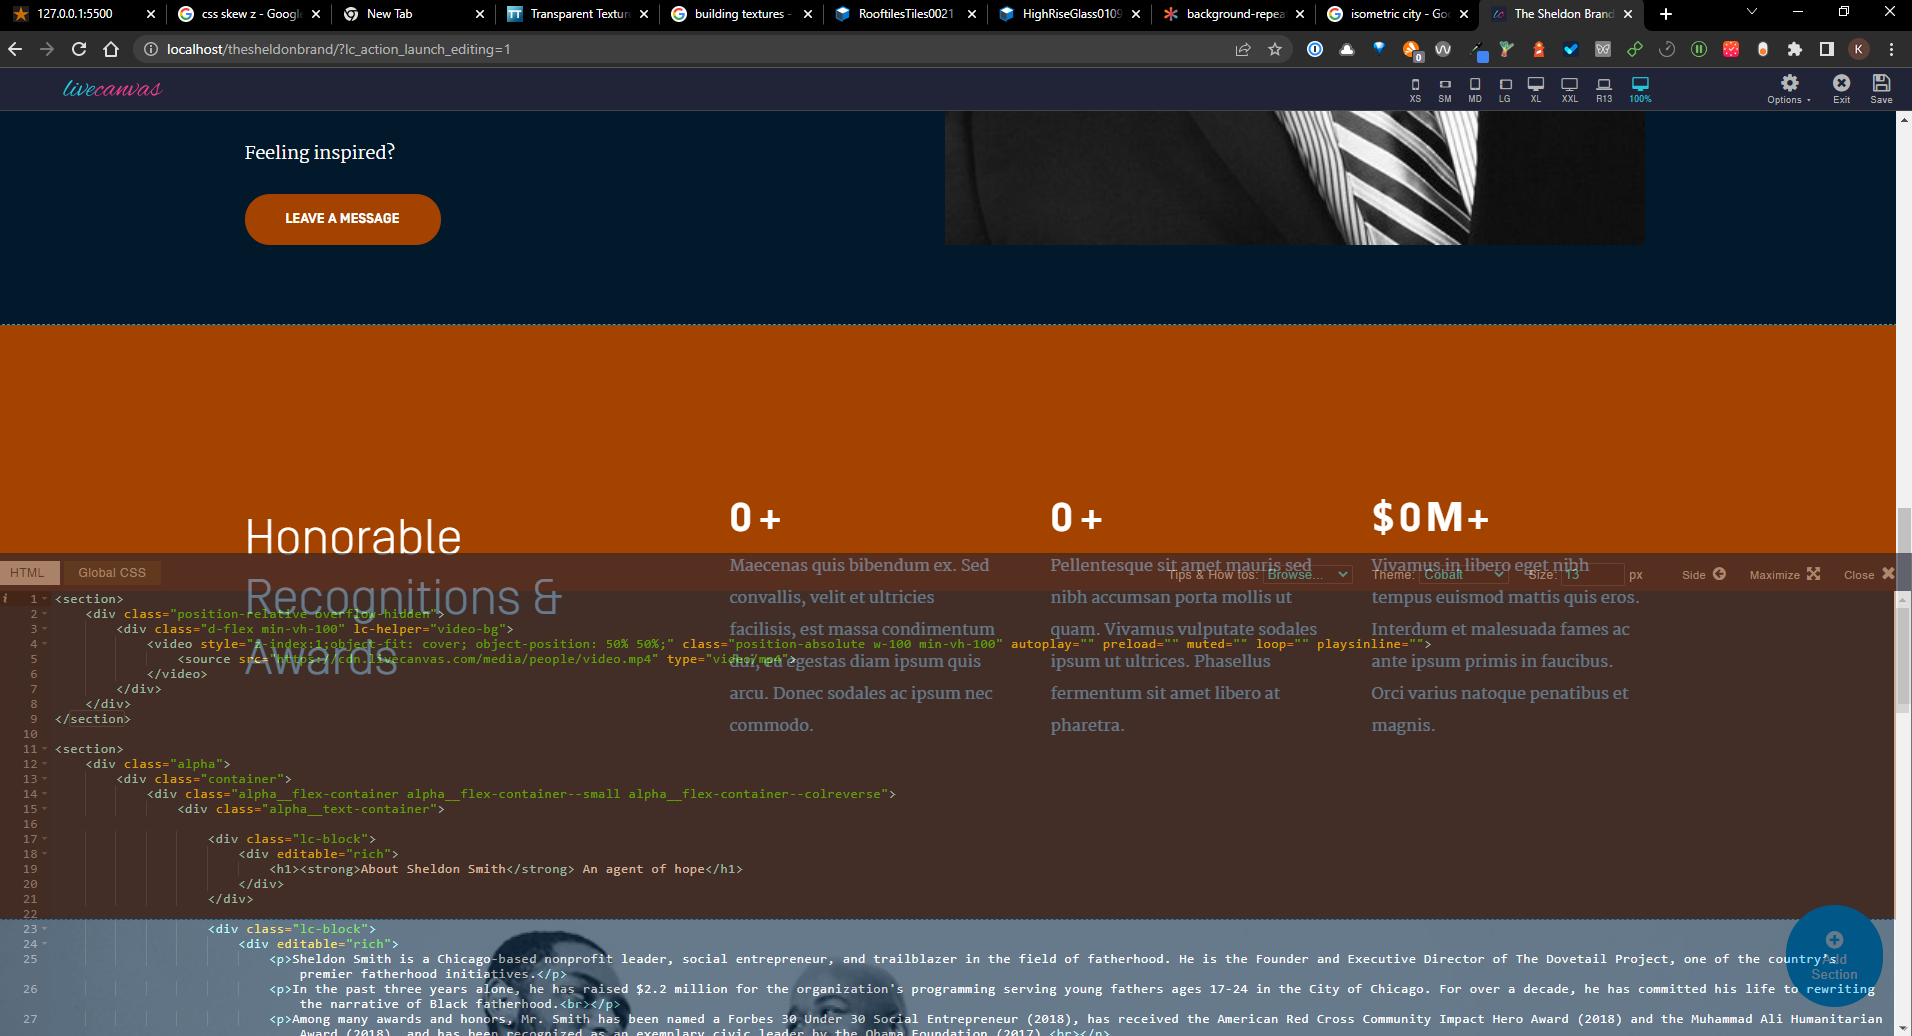 127.0.0.1:5500
css skew z - Googl
New Tab
Transparent Textur
building textures -
RooftilesTiles0021
HighRiseGlass0109
background-repea
isometric city - Go
The Sheldon Brand
localhost/thesheldonbrand/?lc_action_launch_editing=1
0
K
livecanvas
XS
SM
MD
LG
XL
XXL
R13
100%
Options
Exit
Save
Feeling inspired?
LEAVE A MESSAGE
Honorable
Recognitions &
Awards
0+
Maecenas quis bibendum ex. Sed
convallis, velit et ultricies
facilisis, est massa condimentum
dui, eu egestas diam ipsum quis
arcu. Donec sodales ac ipsum nec
commodo.
0+
Pellentesque sit amet mauris sed
nibh accumsan porta mollis ut
quam. Vivamus vulputate sodales
ipsum ut ultrices. Phasellus
fermentum sit amet libero at
pharetra.
$0M+
Vivamus in libero eget nibh
tempus euismod mattis quis eros.
Interdum et malesuada fames ac
ante ipsum primis in faucibus.
Orci varius natoque penatibus et
magnis.
HTML
Global CSS
Tips & How tos: Browse...
Theme: Cobalt
Size: 13 px
Side
Maximize
Close
i
1 <section>
2 <div class="position-relative overflow-hidden">
3 <div class="d-flex min-vh-100" lc-helper="video-bg">
4 <video style="z-index:1;object-fit: cover; object-position: 50% 50%;" class="position-absolute w-100 min-vh-100" autoplay="" preload="" muted="" loop="" playsinline="">
5 <source src="https://cdn.livecanvas.com/media/people/video.mp4" type="video/mp4">
6 </video>
7 </div>
8 </div>
9 </section>
10
11 <section>
12 <div class="alpha">
13 <div class="container">
14 <div class="alpha__flex-container alpha__flex-container--small alpha__flex-container--colreverse">
15 <div class="alpha__text-container">
16
17 <div class="lc-block">
18 <div editable="rich">
19 <h1><strong>About Sheldon Smith</strong> An agent of hope</h1>
20 </div>
21 </div>
22
23 <div class="lc-block">
24 <div editable="rich">
25 <p>Sheldon Smith is a Chicago-based nonprofit leader, social entrepreneur, and trailblazer in the field of fatherhood. He is the Founder and Executive Director of The Dovetail Project, one of the country's
premier fatherhood initiatives.</p>
26 <p>In the past three years alone, he has raised $2.2 million for the organization's programming serving young fathers ages 17-24 in the City of Chicago. For over a decade, he has committed his life to rewriting
the narrative of Black fatherhood.<br></p>
27 <p>Among many awards and honors, Mr. Smith has been named a Forbes 30 Under 30 Social Entrepreneur (2018), has received the American Red Cross Community Impact Hero Award (2018) and the Muhammad Ali Humanitarian
Award (2018), and has been recognized as an exemplary civic leader by the Obama Foundation (2017).<br></p>
Add
Section